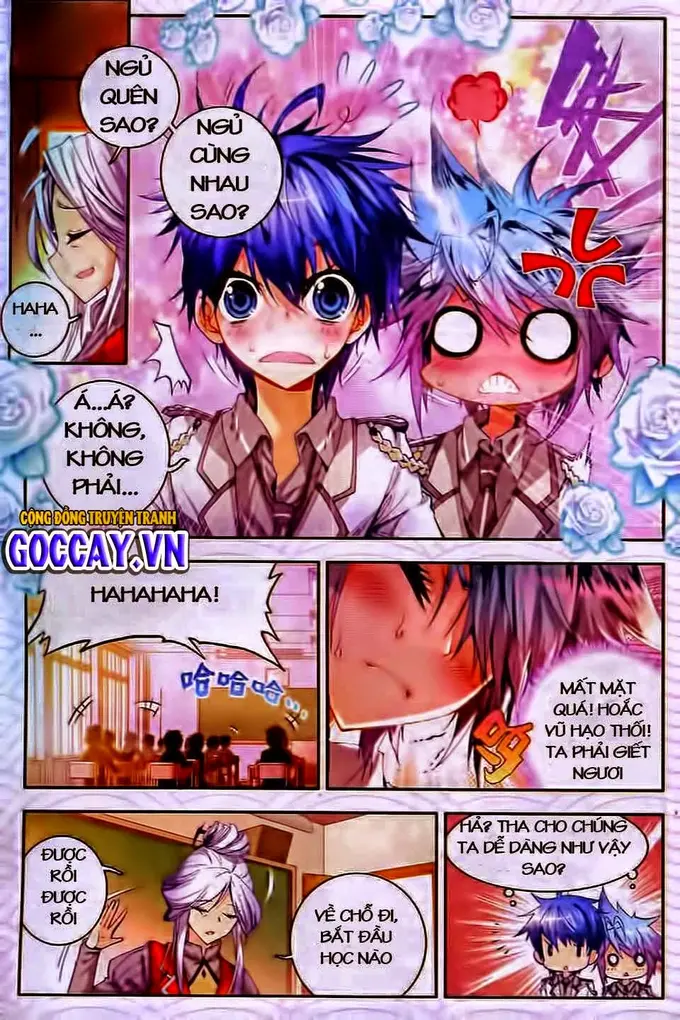 NGỦ
QUÊN
SAO?
NGỦ
CÙNG
NHAU
SAO?
HAHA
...
Á...Á?
KHÔNG,
KHÔNG
PHẢI...
CỘNG ĐỒNG TRUYỆN TRANH
GOCCAY.VN
HAHAHAHA!
哈哈哈...
MẤT MẶT
QUÁ! HOẮC
VŨ HẠO THỐI!
TA PHẢI GIẾT
NGƯƠI
ĐƯỢC
RỒI
ĐƯỢC
RỒI
VỀ CHỖ ĐI,
BẮT ĐẦU
HỌC NÀO
HẢ? THA CHO CHÚNG
TA DỄ DÀNG NHƯ VẬY
SAO?